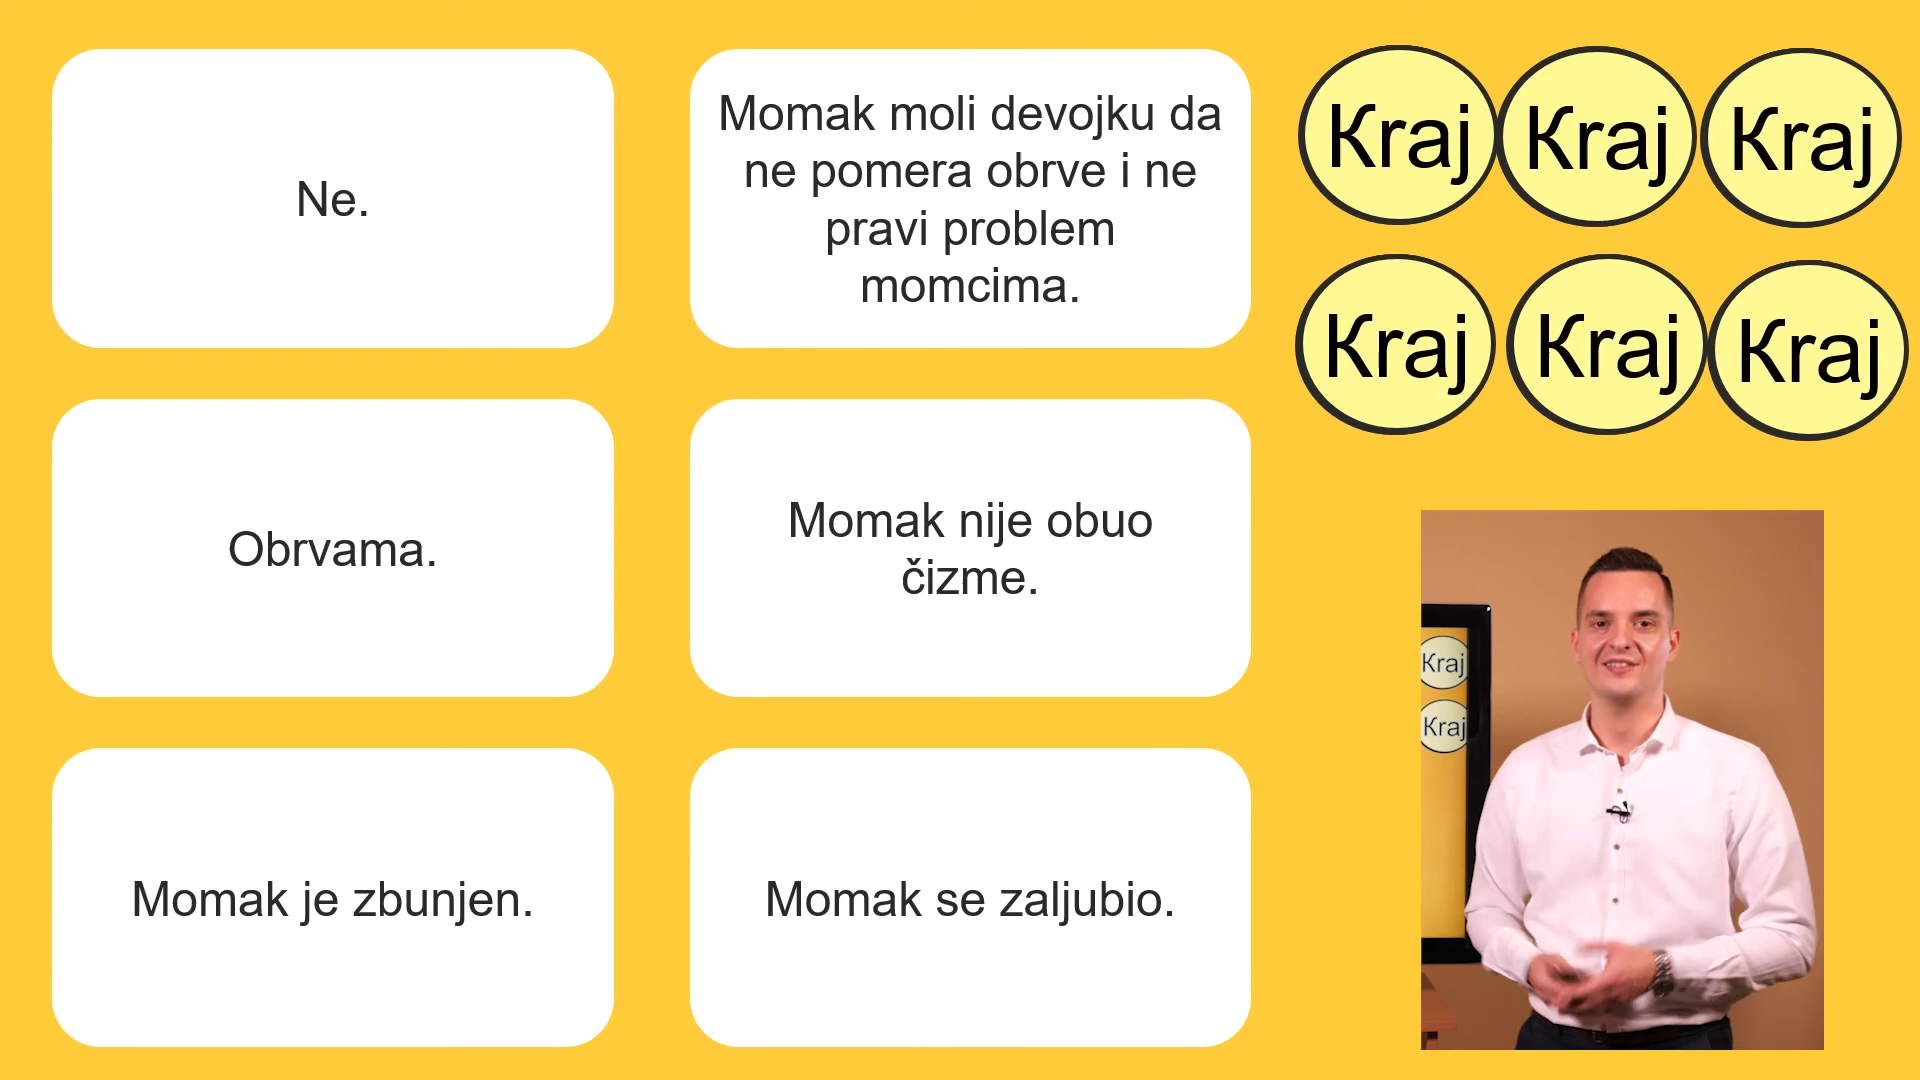 Ne.
Momak moli devojku da
ne pomera obrve i ne
pravi problem
momcima.
Obrvama.
Momak nije obuo
čizme.
Momak je zbunjen.
Momak se zaljubio.
Kraj
Kraj
Kraj
Kraj
Kraj
Kraj
Kraj
Kraj